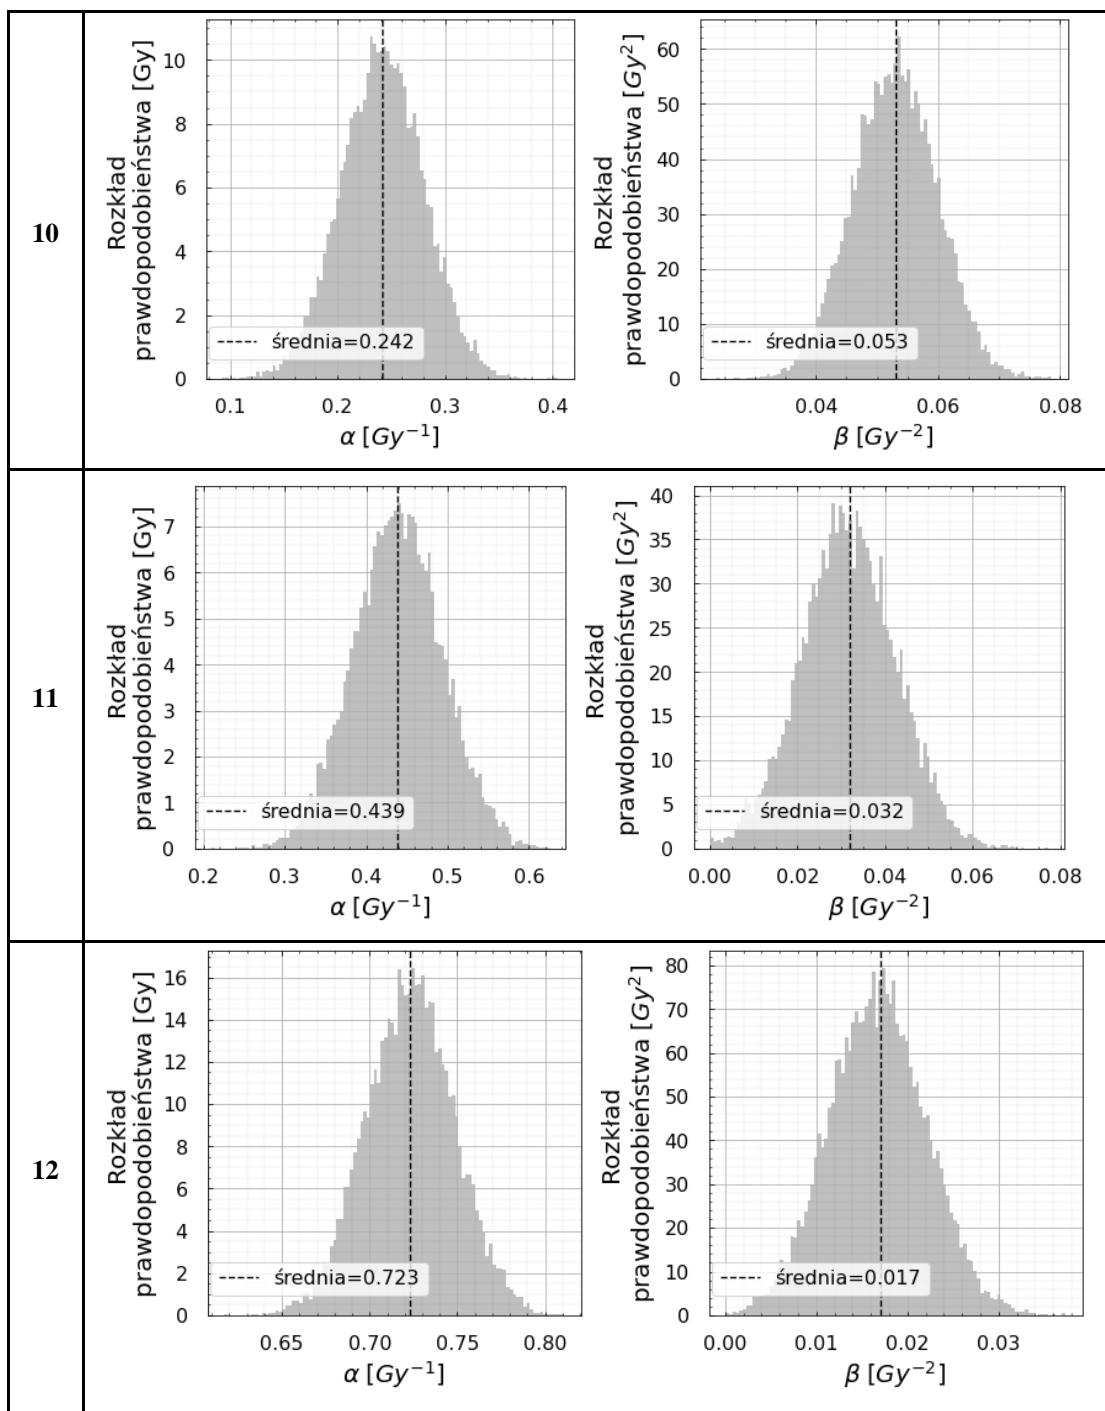 10
Rozkład
prawdopodobieństwa [Gy]
10
8
6
4
2
0
średnia=0.242
0.1 0.2 0.3 0.4
α [Gy⁻¹]
Rozkład
prawdopodobieństwa [Gy²]
60
50
40
30
20
10
0
średnia=0.053
0.04 0.06 0.08
β [Gy⁻²]
11
Rozkład
prawdopodobieństwa [Gy]
7
6
5
4
3
2
1
0
średnia=0.439
0.2 0.3 0.4 0.5 0.6
α [Gy⁻¹]
Rozkład
prawdopodobieństwa [Gy²]
40
35
30
25
20
15
10
5
0
średnia=0.032
0.00 0.02 0.04 0.06 0.08
β [Gy⁻²]
12
Rozkład
prawdopodobieństwa [Gy]
16
14
12
10
8
6
4
2
0
średnia=0.723
0.65 0.70 0.75 0.80
α [Gy⁻¹]
Rozkład
prawdopodobieństwa [Gy²]
80
70
60
50
40
30
20
10
0
średnia=0.017
0.00 0.01 0.02 0.03
β [Gy⁻²]